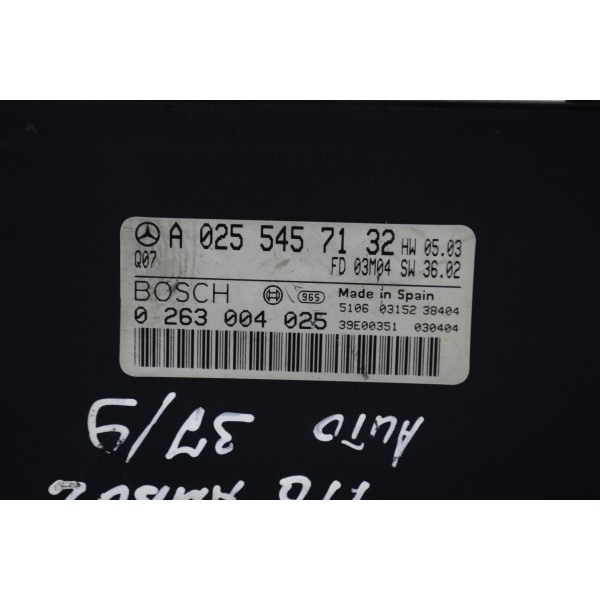 A 025 545 71 32 HW 05.03
Q07 FD 03M04 SW 36.02
BOSCH 965 Made in Spain
5106 03152 38404
0 263 004 025 39E00351 030404
AUTO 37/9